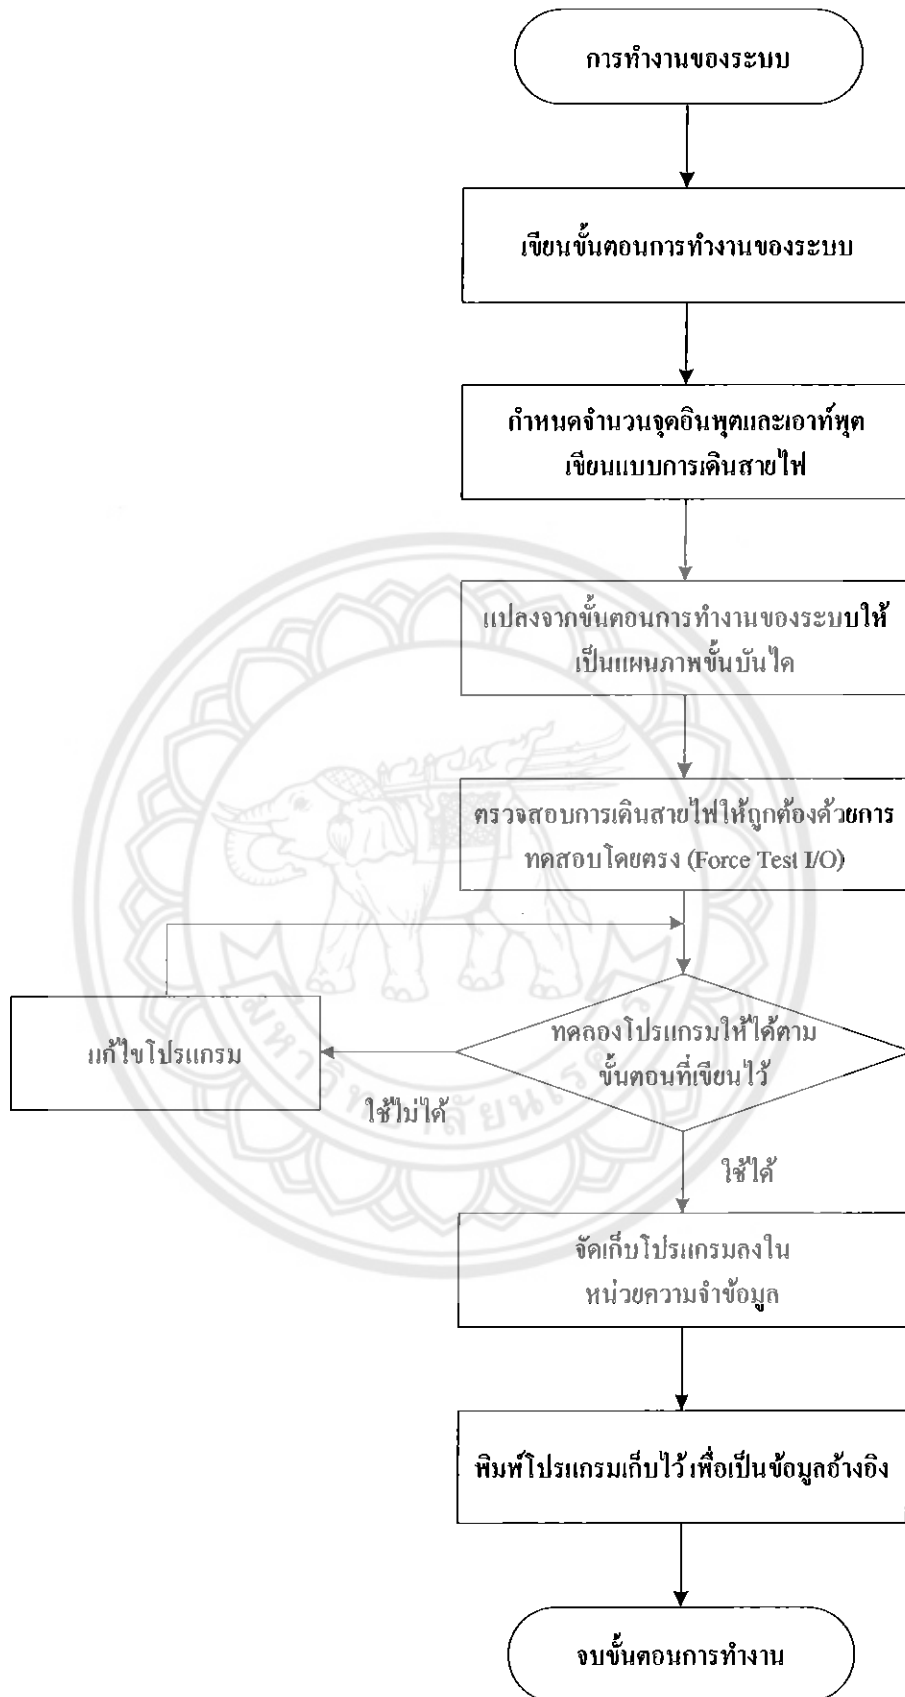 การทำงานของระบบ
เขียนขั้นตอนการทำงานของระบบ
กำหนดจำนวนจุดอินพุตและเอาท์พุต
เขียนแบบการเดินสายไฟ
แปลงจากขั้นตอนการทำงานของระบบให้
เป็นแผนภาพขั้นบันได
ตรวจสอบการเดินสายไฟให้ถูกต้องด้วยการ
ทดสอบโดยตรง (Force Test I/O)
ทดลองโปรแกรมให้ได้ตาม
ขั้นตอนที่เขียนไว้
แก้ไขโปรแกรม
ใช้ไม่ได้
ใช้ได้
จัดเก็บโปรแกรมลงใน
หน่วยความจำข้อมูล
พิมพ์โปรแกรมเก็บไว้เพื่อเป็นข้อมูลอ้างอิง
จบขั้นตอนการทำงาน